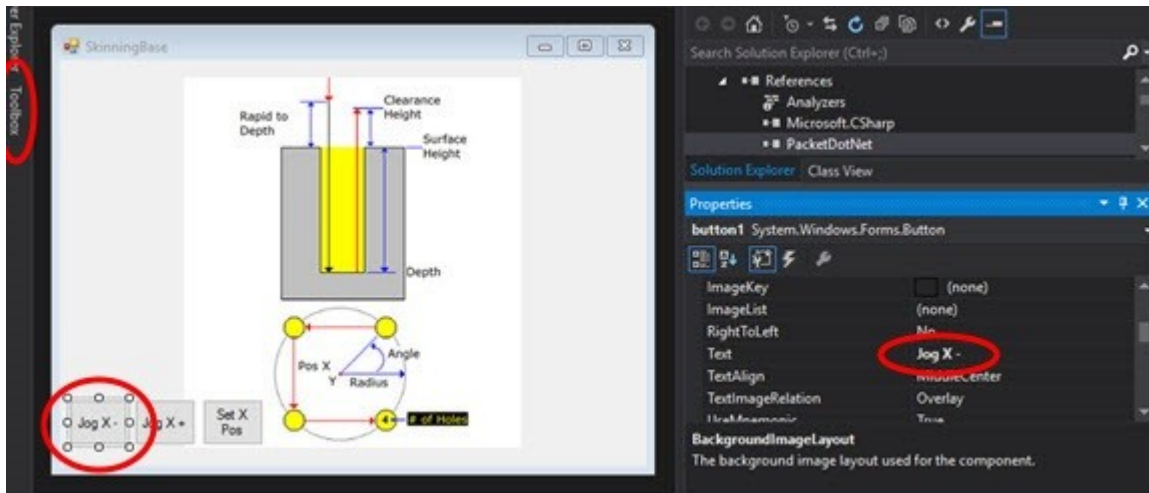 er Explorer
Toolbox
SkinningBase
Rapid to
Depth
Clearance
Height
Surface
Height
Depth
Pos X
Y
Angle
Radius
4
# of Holes
Jog X -
Jog X +
Set X
Pos
Search Solution Explorer (Ctrl+;)
References
Analyzers
Microsoft.CSharp
PacketDotNet
Solution Explorer Class View
Properties
button1 System.Windows.Forms.Button
ImageKey (none)
ImageList (none)
RightToLeft No
Text Jog X -
TextAlign MiddleCenter
TextImageRelation Overlay
UseMnemonic True
BackgroundImageLayout
The background image layout used for the component.